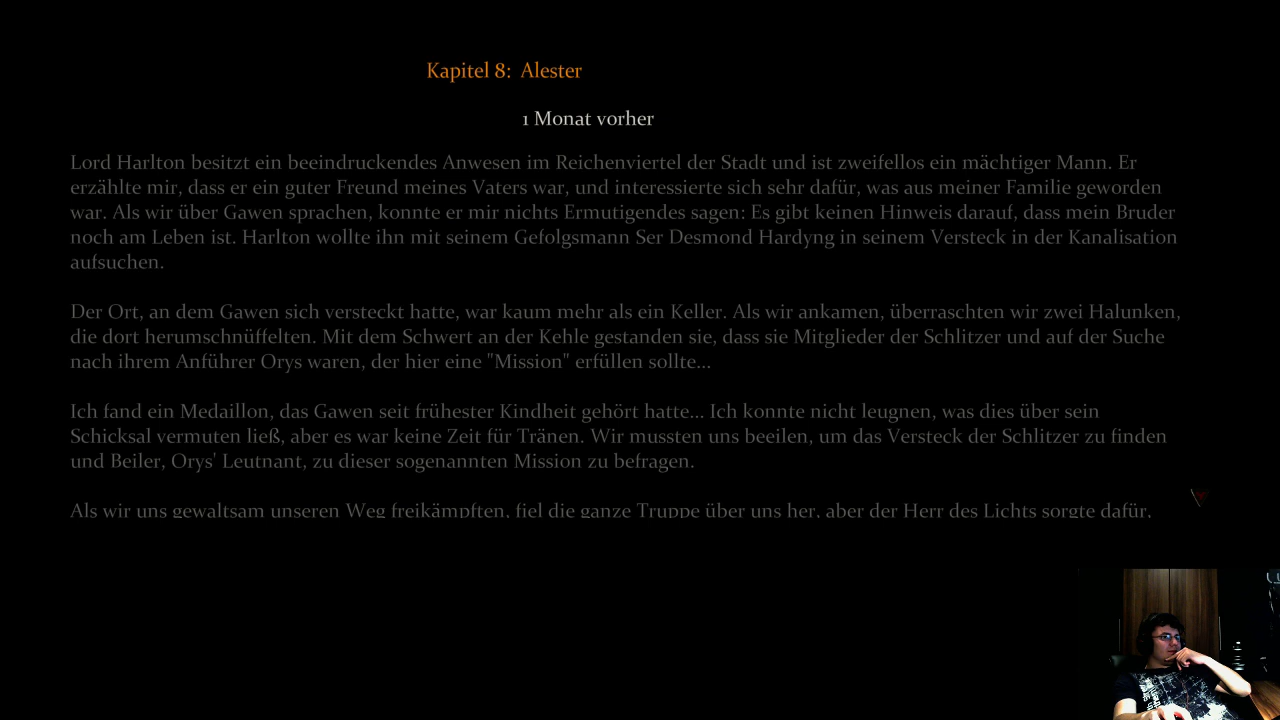 Kapitel 8: Alester
1 Monat vorher
Lord Harlton besitzt ein beeindruckendes Anwesen im Reichenviertel der Stadt und ist zweifellos ein mächtiger Mann. Er
erzählte mir, dass er ein guter Freund meines Vaters war, und interessierte sich sehr dafür, was aus meiner Familie geworden
war. Als wir über Gawen sprachen, konnte er mir nichts Ermutigendes sagen: Es gibt keinen Hinweis darauf, dass mein Bruder
noch am Leben ist. Harlton wollte ihn mit seinem Gefolgsmann Ser Desmond Hardyng in seinem Versteck in der Kanalisation
aufsuchen.
Der Ort, an dem Gawen sich versteckt hatte, war kaum mehr als ein Keller. Als wir ankamen, überraschten wir zwei Halunken,
die dort herumschnüffelten. Mit dem Schwert an der Kehle gestanden sie, dass sie Mitglieder der Schlitzer und auf der Suche
nach ihrem Anführer Orys waren, der hier eine "Mission" erfüllen sollte...
Ich fand ein Medaillon, das Gawen seit frühester Kindheit gehört hatte... Ich konnte nicht leugnen, was dies über sein
Schicksal vermuten ließ, aber es war keine Zeit für Tränen. Wir mussten uns beeilen, um das Versteck der Schlitzer zu finden
und Beiler, Orys' Leutnant, zu dieser sogenannten Mission zu befragen.
Als wir uns gewaltsam unseren Weg freikämpften, fiel die ganze Truppe über uns her, aber der Herr des Lichts sorgte dafür,